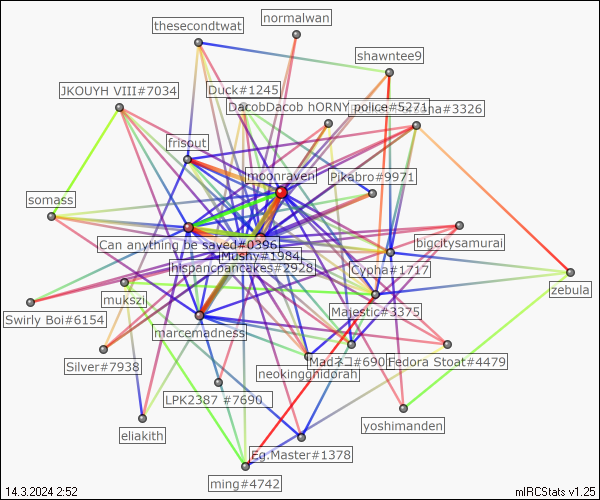 normalwan
thesecondtwat
shawntee9
JKOUYH VIII#7034
Duck#1245
DacobDacob hORNY police#5271
ha#3326
frisout
moonraven
Pikabro#9971
somass
Can anything be saved#0396
bigcitysamurai
Mushy#1984
hispancpancakes#2928
Cypha#1717
zebula
mukszi
Majestic#3375
Swirly Boi#6154
marcemadness
Silver#7938
Madネコ#690
Fedora Stoat#4479
neokingghidorah
LPK2387 #7690
yoshimanden
eliakith
Eg.Master#1378
ming#4742
14.3.2024 2:52
mIRCStats v1.25